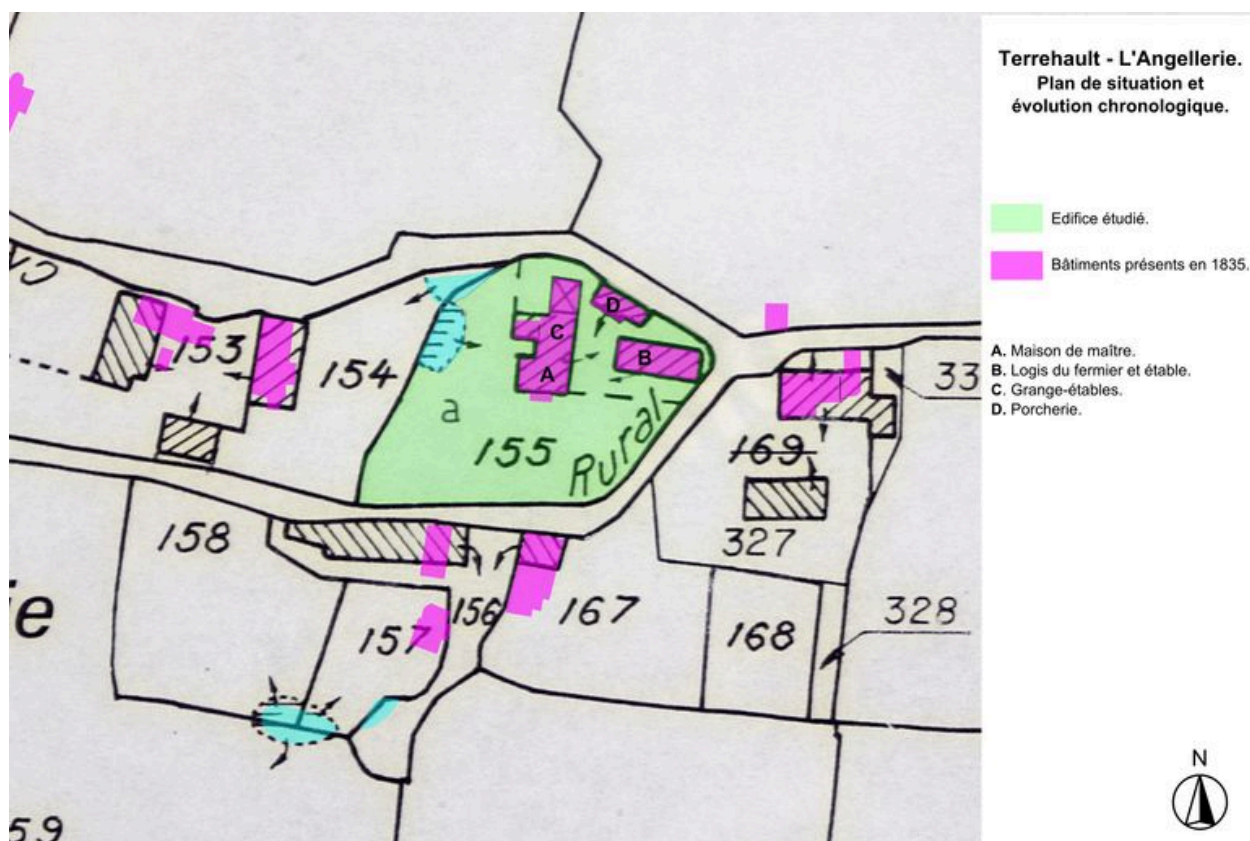 Terrehault - L'Angellerie.
Plan de situation et
évolution chronologique.
Edifice étudié.
Bâtiments présents en 1835.
A. Maison de maître.
B. Logis du fermier et étable.
C. Grange-étables.
D. Porcherie.
N
153
154
a
155
Rural
A
B
C
D
33
169
327
158
156
157
167
168
328
ie
59